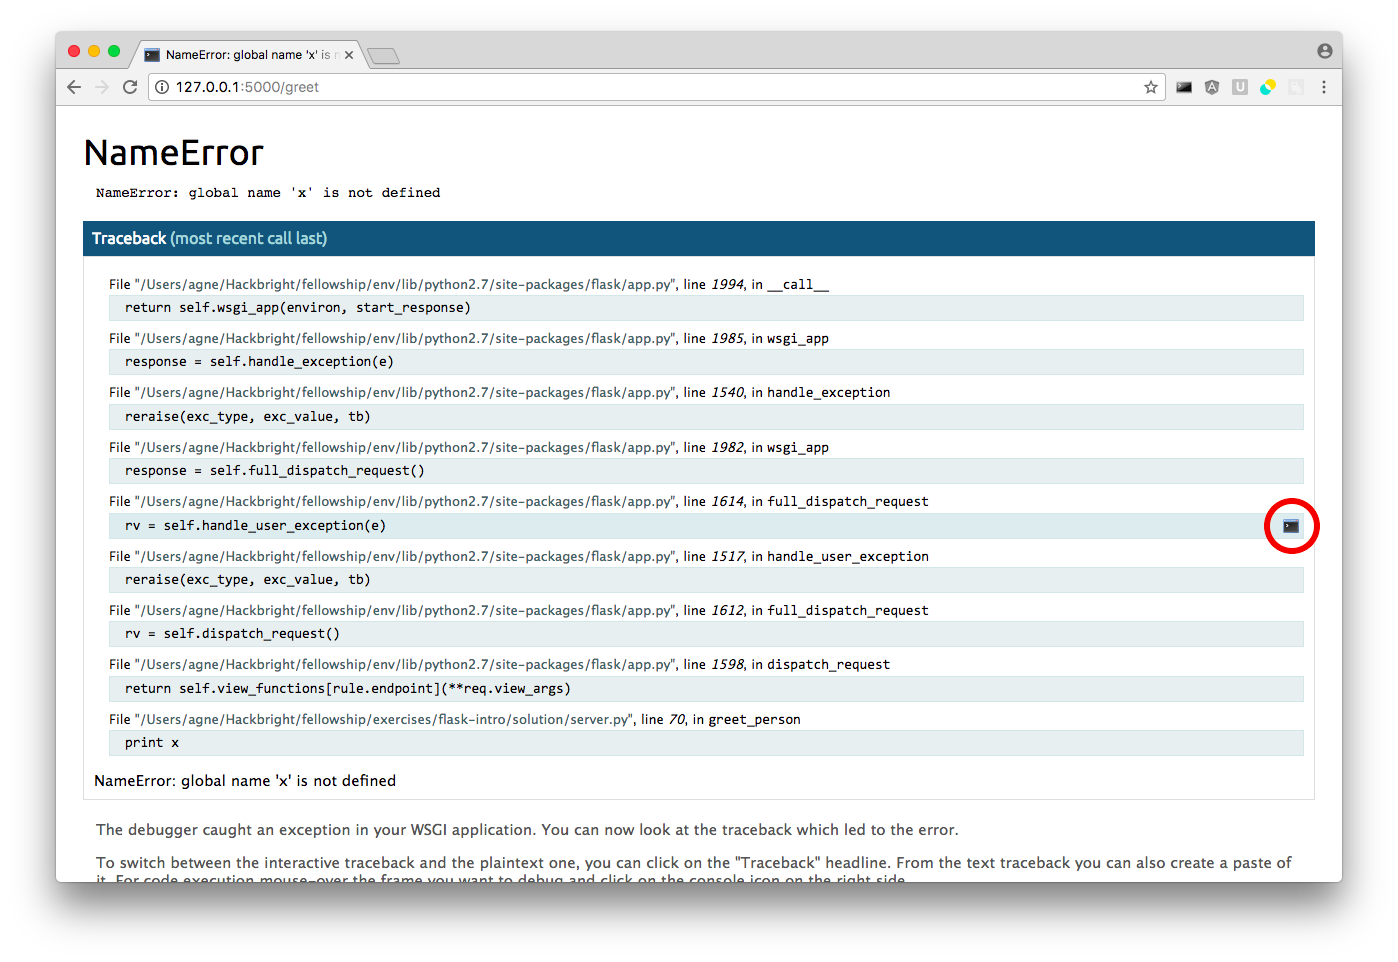 NameError: global name 'x' is n
127.0.0.1:5000/greet
NameError
NameError: global name 'x' is not defined
Traceback (most recent call last)
File "/Users/agne/Hackbright/fellowship/env/lib/python2.7/site-packages/flask/app.py", line 1994, in __call__
return self.wsgi_app(environ, start_response)
File "/Users/agne/Hackbright/fellowship/env/lib/python2.7/site-packages/flask/app.py", line 1985, in wsgi_app
response = self.handle_exception(e)
File "/Users/agne/Hackbright/fellowship/env/lib/python2.7/site-packages/flask/app.py", line 1540, in handle_exception
reraise(exc_type, exc_value, tb)
File "/Users/agne/Hackbright/fellowship/env/lib/python2.7/site-packages/flask/app.py", line 1982, in wsgi_app
response = self.full_dispatch_request()
File "/Users/agne/Hackbright/fellowship/env/lib/python2.7/site-packages/flask/app.py", line 1614, in full_dispatch_request
rv = self.handle_user_exception(e)
File "/Users/agne/Hackbright/fellowship/env/lib/python2.7/site-packages/flask/app.py", line 1517, in handle_user_exception
reraise(exc_type, exc_value, tb)
File "/Users/agne/Hackbright/fellowship/env/lib/python2.7/site-packages/flask/app.py", line 1612, in full_dispatch_request
rv = self.dispatch_request()
File "/Users/agne/Hackbright/fellowship/env/lib/python2.7/site-packages/flask/app.py", line 1598, in dispatch_request
return self.view_functions[rule.endpoint](**req.view_args)
File "/Users/agne/Hackbright/fellowship/exercises/flask-intro/solution/server.py", line 70, in greet_person
print x
NameError: global name 'x' is not defined
The debugger caught an exception in your WSGI application. You can now look at the traceback which led to the error.
To switch between the interactive traceback and the plaintext one, you can click on the "Traceback" headline. From the text traceback you can also create a paste of
it. For code execution mouse-over the frame you want to debug and click on the console icon on the right side.